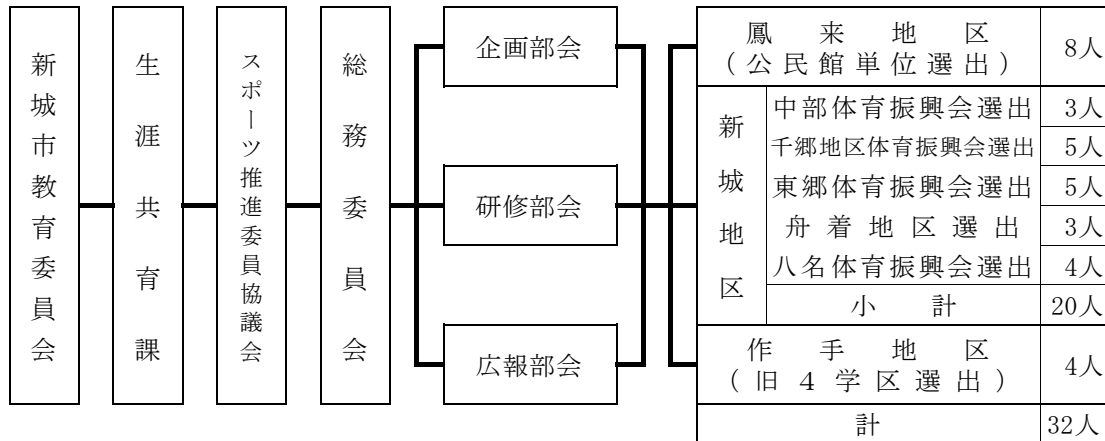 新城市教育委員会
生涯共育課
スポーツ推進委員協議会
総務委員会
企画部会
研修部会
広報部会
鳳来地区
(公民館単位選出)
8人
新城地区
中部体育振興会選出
3人
千郷地区体育振興会選出
5人
東郷体育振興会選出
5人
舟着地区選出
3人
八名体育振興会選出
4人
小計
20人
作手地区
(旧4学区選出)
4人
計
32人